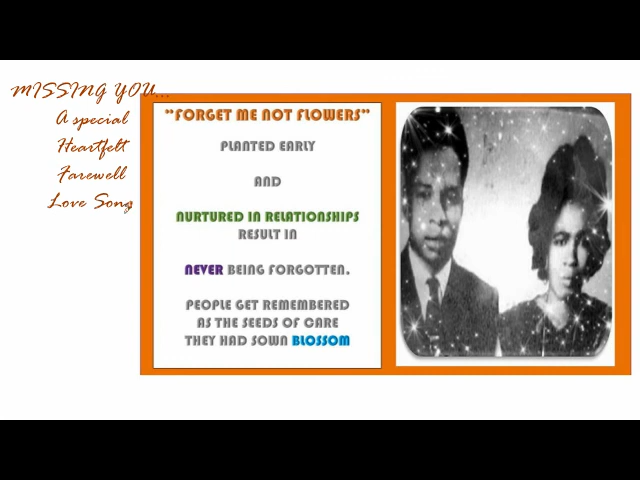 MISSING YOU...
A special
Heartfelt
Farewell
Love Song
"FORGET ME NOT FLOWERS"
PLANTED EARLY
AND
NURTURED IN RELATIONSHIPS
RESULT IN
NEVER BEING FORGOTTEN.
PEOPLE GET REMEMBERED
AS THE SEEDS OF CARE
THEY HAD SOWN BLOSSOM